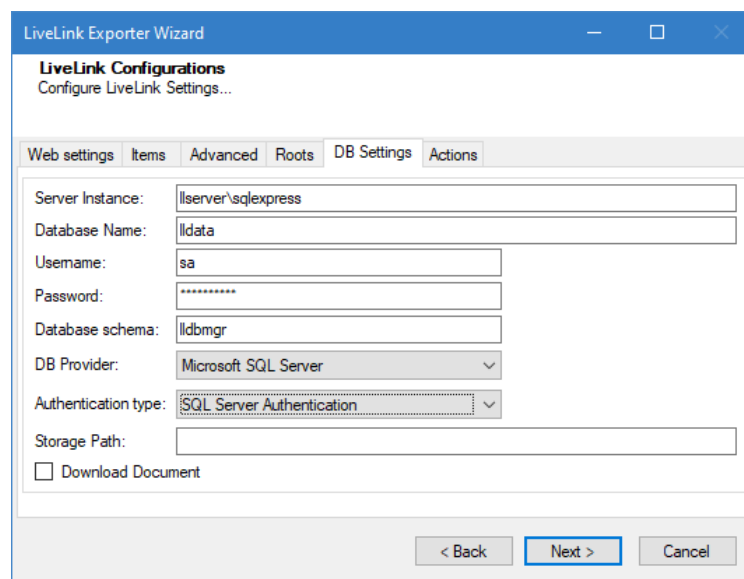 LiveLink Exporter Wizard
LiveLink Configurations
Configure LiveLink Settings...
Web settings Items Advanced Roots DB Settings Actions
Server Instance: llserver\sqlexpress
Database Name: lldata
Username: sa
Password: **********
Database schema: lldbmgr
DB Provider: Microsoft SQL Server
Authentication type: SQL Server Authentication
Storage Path:
Download Document
< Back Next > Cancel